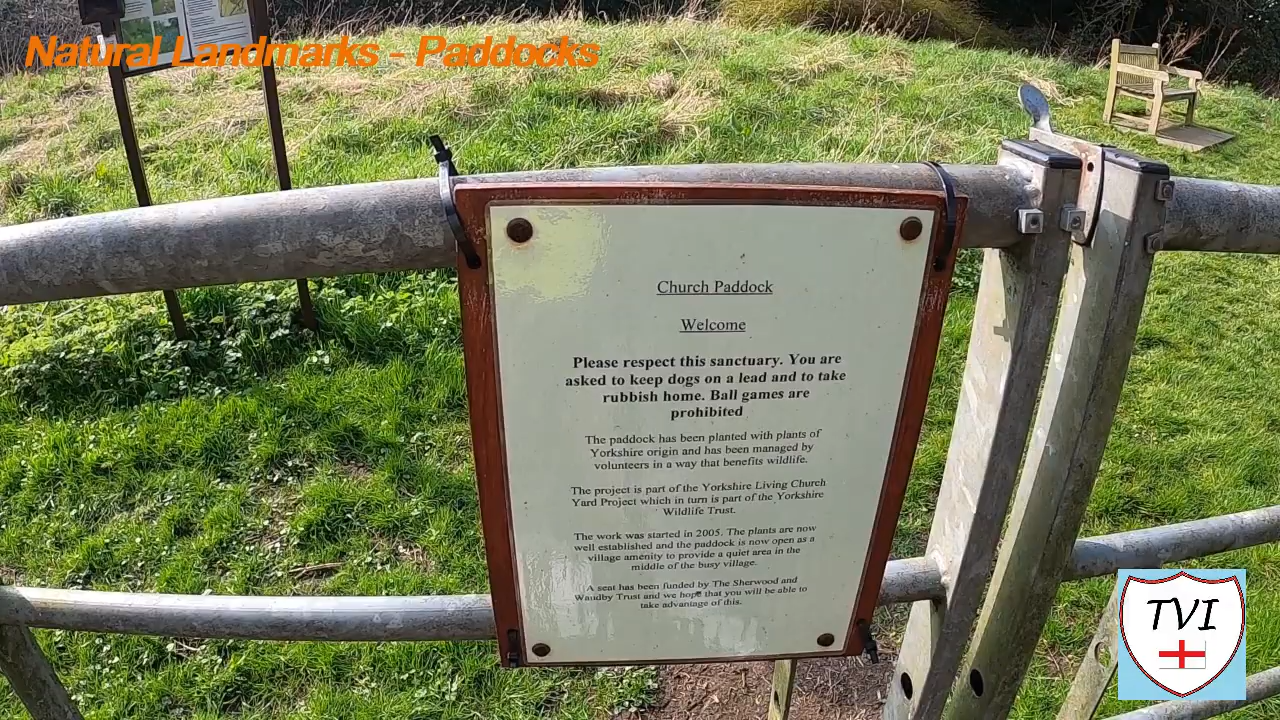 Natural Landmarks - Paddocks
Church Paddock
Welcome
Please respect this sanctuary. You are
asked to keep dogs on a lead and to take
rubbish home. Ball games are
prohibited
The paddock has been planted with plants of
Yorkshire origin and has been managed by
volunteers in a way that benefits wildlife.
The project is part of the Yorkshire Living Church
Yard Project which in turn is part of the Yorkshire
Wildlife Trust.
The work was started in 2005. The plants are now
well established and the paddock is now open as a
village amenity to provide a quiet area in the
middle of the busy village.
A seat has been funded by The Sherwood and
Waudby Trust and we hope that you will be able to
take advantage of this.
TVI